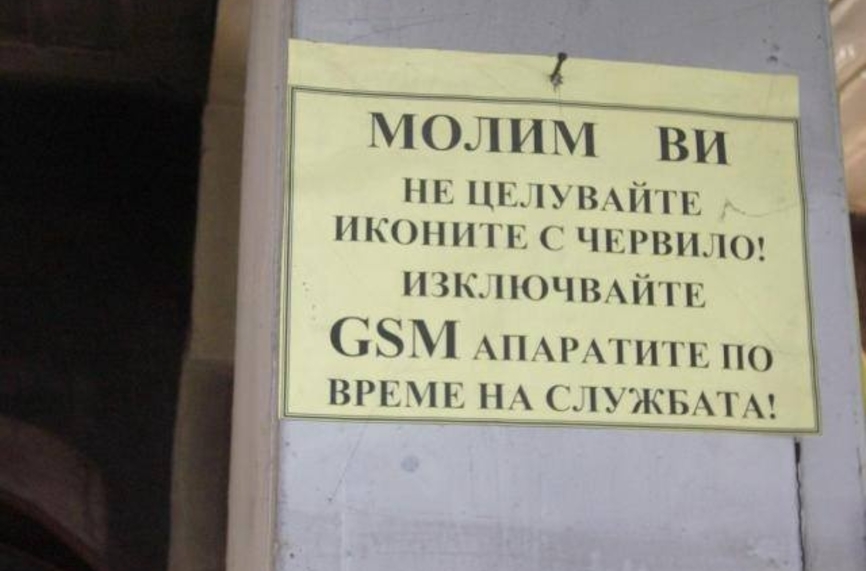 МОЛИМ ВИ
НЕ ЦЕЛУВАЙТЕ
ИКОНИТЕ С ЧЕРВИЛО!
ИЗКЛЮЧВАЙТЕ
GSM АПАРАТИТЕ ПО
ВРЕМЕ НА СЛУЖБАТА!